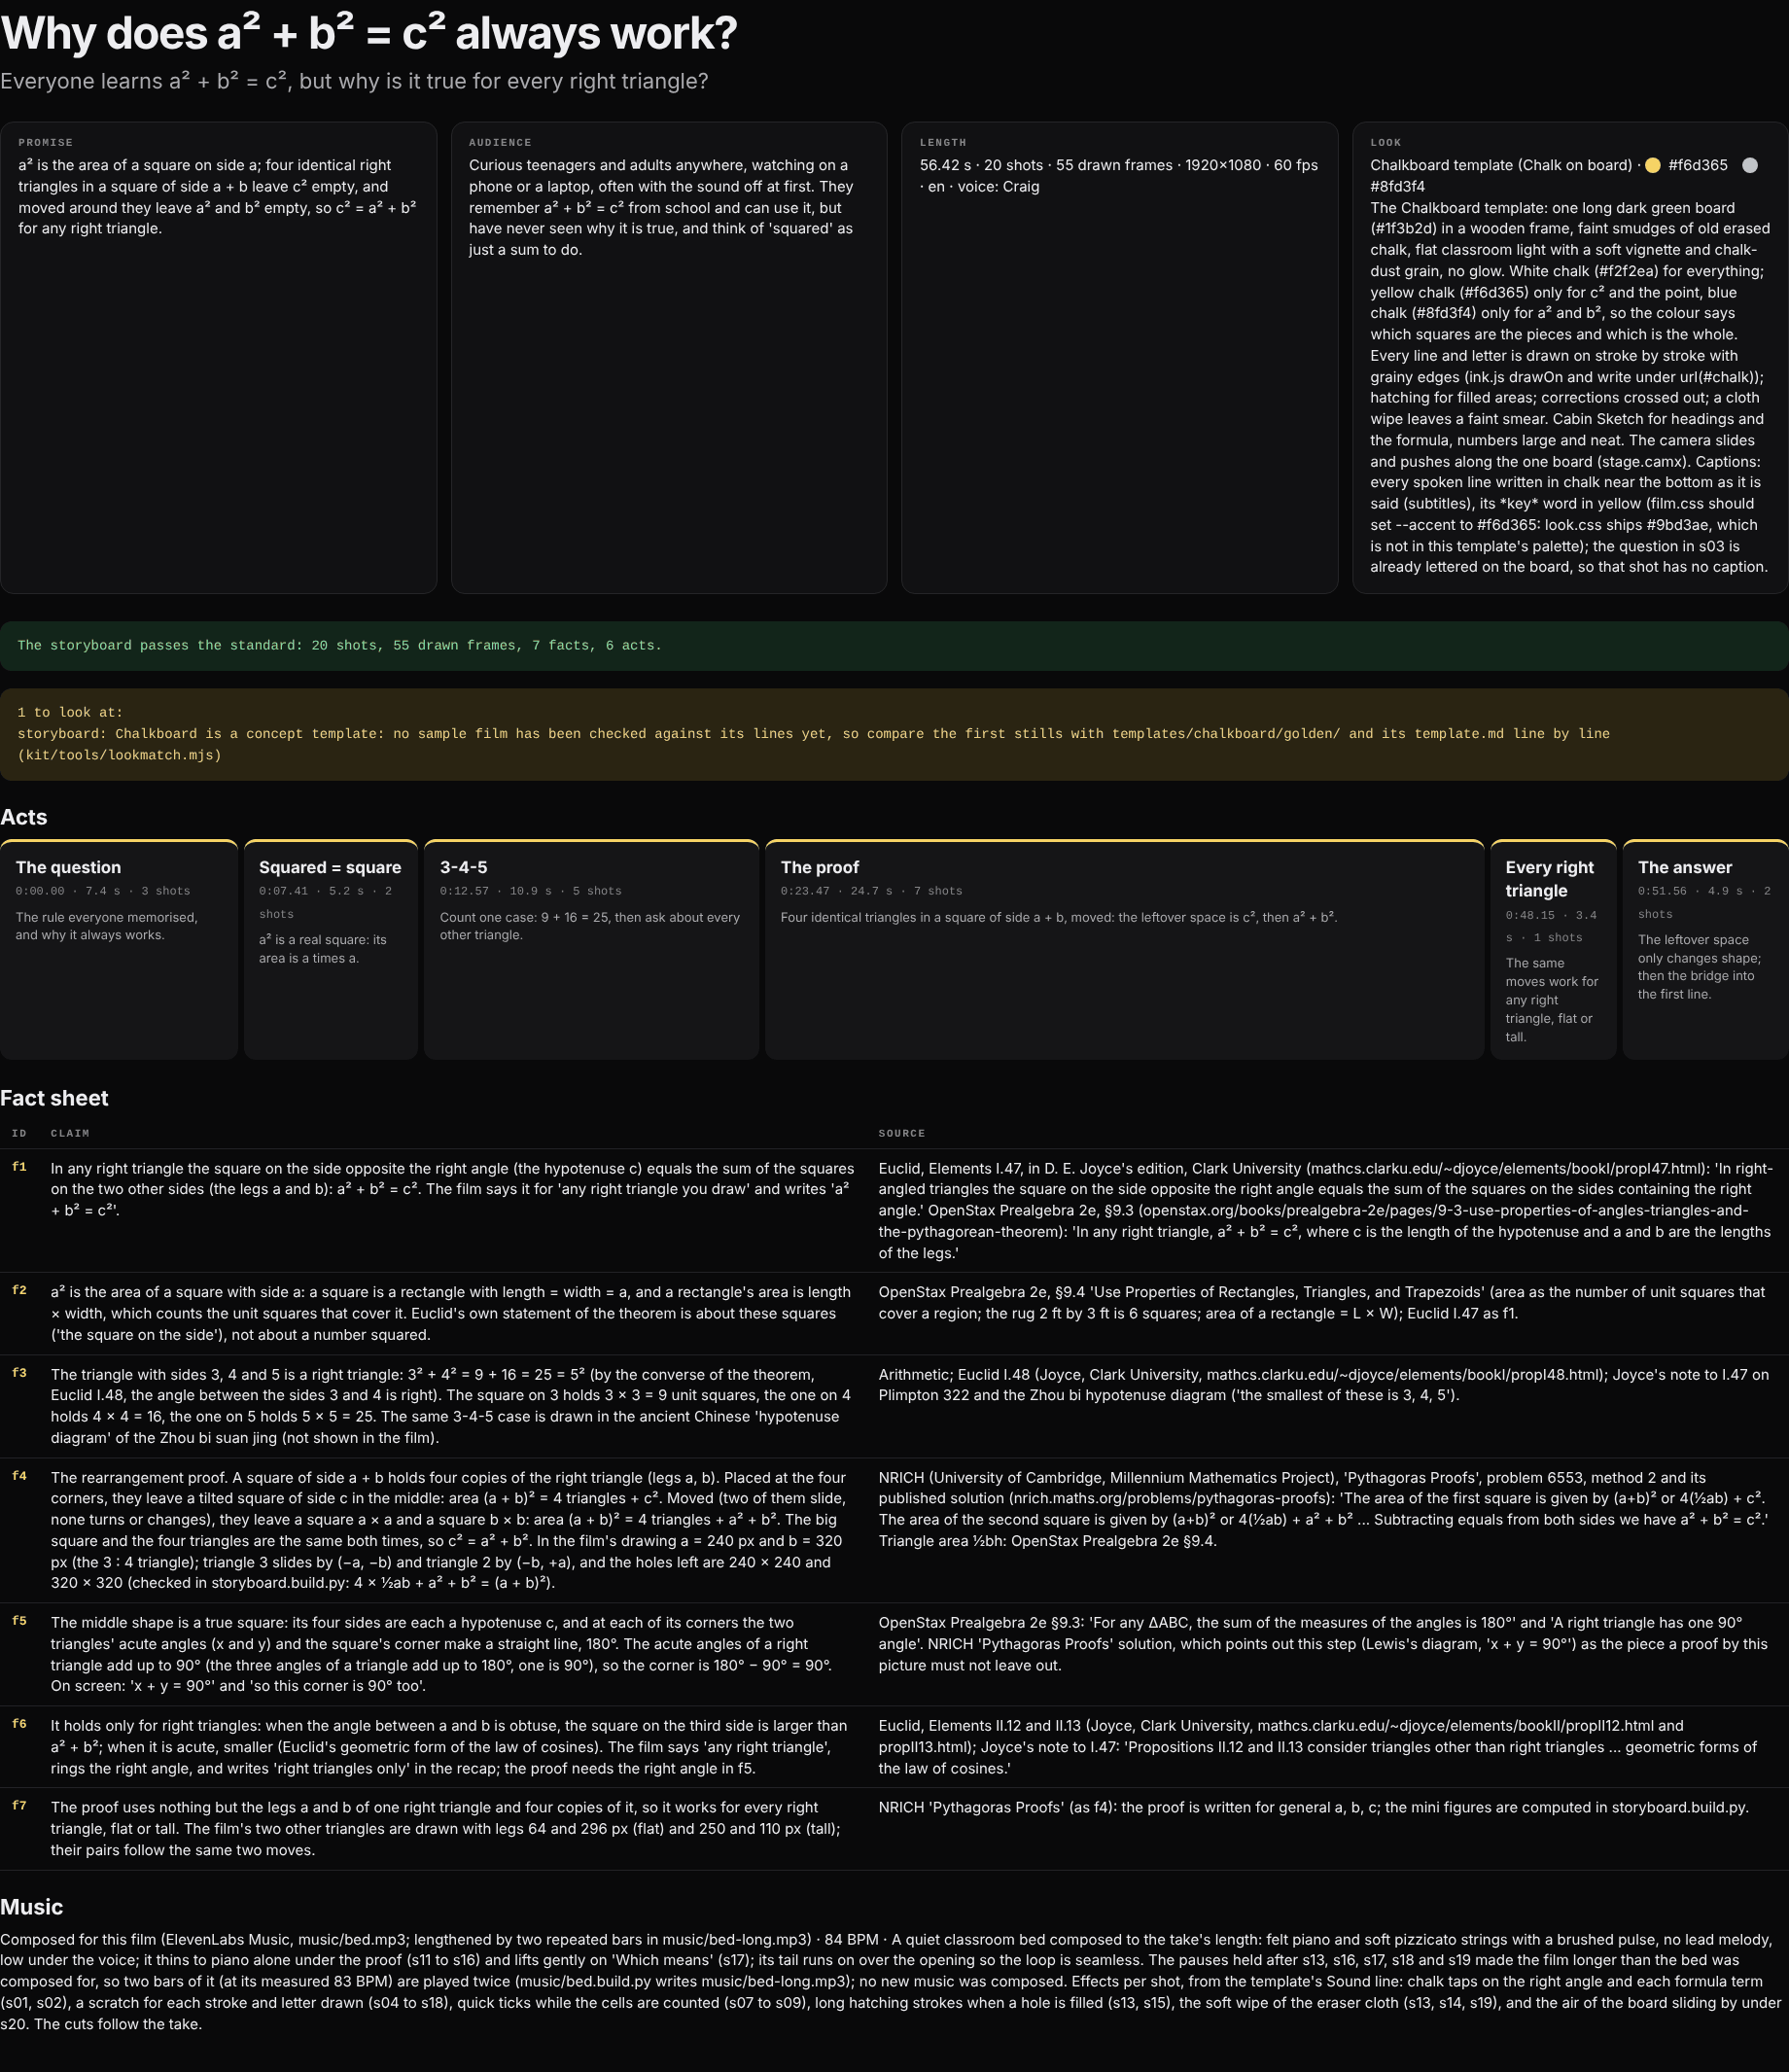 Why does a² + b² = c² always work?
Everyone learns a² + b² = c², but why is it true for every right triangle?
PROMISE
a² is the area of a square on side a; four identical right
triangles in a square of side a + b leave c² empty, and
moved around they leave a² and b² empty, so c² = a² + b²
for any right triangle.
AUDIENCE
Curious teenagers and adults anywhere, watching on a
phone or a laptop, often with the sound off at first. They
remember a² + b² = c² from school and can use it, but
have never seen why it is true, and think of 'squared' as
just a sum to do.
LENGTH
56.42 s · 20 shots · 55 drawn frames · 1920×1080 · 60 fps
· en · voice: Craig
LOOK
Chalkboard template (Chalk on board) · #f6d365
#8fd3f4
The Chalkboard template: one long dark green board
(#1f3b2d) in a wooden frame, faint smudges of old erased
chalk, flat classroom light with a soft vignette and chalk-
dust grain, no glow. White chalk (#f2f2ea) for everything;
yellow chalk (#f6d365) only for c² and the point, blue
chalk (#8fd3f4) only for a² and b², so the colour says
which squares are the pieces and which is the whole.
Every line and letter is drawn on stroke by stroke with
grainy edges (ink.js drawOn and write under url(#chalk));
hatching for filled areas; corrections crossed out; a cloth
wipe leaves a faint smear. Cabin Sketch for headings and
the formula, numbers large and neat. The camera slides
and pushes along the one board (stage.camx). Captions:
every spoken line written in chalk near the bottom as it is
said (subtitles), its *key* word in yellow (film.css should
set --accent to #f6d365: look.css ships #9bd3ae, which
is not in this template's palette); the question in s03 is
already lettered on the board, so that shot has no caption.
The storyboard passes the standard: 20 shots, 55 drawn frames, 7 facts, 6 acts.
1 to look at:
storyboard: Chalkboard is a concept template: no sample film has been checked against its lines yet, so compare the first stills with templates/chalkboard/golden/ and its template.md line by line
(kit/tools/lookmatch.mjs)
Acts
The question
0:00.00 · 7.4 s · 3 shots
The rule everyone memorised,
and why it always works.
Squared = square
0:07.41 · 5.2 s · 2
shots
a² is a real square: its
area is a times a.
3-4-5
0:12.57 · 10.9 s · 5 shots
Count one case: 9 + 16 = 25, then ask about every
other triangle.
The proof
0:23.47 · 24.7 s · 7 shots
Four identical triangles in a square of side a + b, moved: the leftover space is c², then a² + b².
Every right
triangle
0:48.15 · 3.4
s · 1 shots
The same
moves work for
any right
triangle, flat or
tall.
The answer
0:51.56 · 4.9 s · 2
shots
The leftover space
only changes shape;
then the bridge into
the first line.
Fact sheet
ID CLAIM SOURCE
f1
In any right triangle the square on the side opposite the right angle (the hypotenuse c) equals the sum of the squares
on the two other sides (the legs a and b): a² + b² = c². The film says it for 'any right triangle you draw' and writes 'a²
+ b² = c²'.
Euclid, Elements I.47, in D. E. Joyce's edition, Clark University (mathcs.clarku.edu/~djoyce/elements/bookI/propI47.html): 'In right-
angled triangles the square on the side opposite the right angle equals the sum of the squares on the sides containing the right
angle.' OpenStax Prealgebra 2e, §9.3 (openstax.org/books/prealgebra-2e/pages/9-3-use-properties-of-angles-triangles-and-
the-pythagorean-theorem): 'In any right triangle, a² + b² = c², where c is the length of the hypotenuse and a and b are the lengths
of the legs.'
f2
a² is the area of a square with side a: a square is a rectangle with length = width = a, and a rectangle's area is length
× width, which counts the unit squares that cover it. Euclid's own statement of the theorem is about these squares
('the square on the side'), not about a number squared.
OpenStax Prealgebra 2e, §9.4 'Use Properties of Rectangles, Triangles, and Trapezoids' (area as the number of unit squares that
cover a region; the rug 2 ft by 3 ft is 6 squares; area of a rectangle = L × W); Euclid I.47 as f1.
f3
The triangle with sides 3, 4 and 5 is a right triangle: 3² + 4² = 9 + 16 = 25 = 5² (by the converse of the theorem,
Euclid I.48, the angle between the sides 3 and 4 is right). The square on 3 holds 3 × 3 = 9 unit squares, the one on 4
holds 4 × 4 = 16, the one on 5 holds 5 × 5 = 25. The same 3-4-5 case is drawn in the ancient Chinese 'hypotenuse
diagram' of the Zhou bi suan jing (not shown in the film).
Arithmetic; Euclid I.48 (Joyce, Clark University, mathcs.clarku.edu/~djoyce/elements/bookI/propI48.html); Joyce's note to I.47 on
Plimpton 322 and the Zhou bi hypotenuse diagram ('the smallest of these is 3, 4, 5').
f4
The rearrangement proof. A square of side a + b holds four copies of the right triangle (legs a, b). Placed at the four
corners, they leave a tilted square of side c in the middle: area (a + b)² = 4 triangles + c². Moved (two of them slide,
none turns or changes), they leave a square a × a and a square b × b: area (a + b)² = 4 triangles + a² + b². The big
square and the four triangles are the same both times, so c² = a² + b². In the film's drawing a = 240 px and b = 320
px (the 3 : 4 triangle); triangle 3 slides by (−a, −b) and triangle 2 by (−b, +a), and the holes left are 240 × 240 and
320 × 320 (checked in storyboard.build.py: 4 × ½ab + a² + b² = (a + b)²).
NRICH (University of Cambridge, Millennium Mathematics Project), 'Pythagoras Proofs', problem 6553, method 2 and its
published solution (nrich.maths.org/problems/pythagoras-proofs): 'The area of the first square is given by (a+b)² or 4(½ab) + c².
The area of the second square is given by (a+b)² or 4(½ab) + a² + b² ... Subtracting equals from both sides we have a² + b² = c².'
Triangle area ½bh: OpenStax Prealgebra 2e §9.4.
f5
The middle shape is a true square: its four sides are each a hypotenuse c, and at each of its corners the two
triangles' acute angles (x and y) and the square's corner make a straight line, 180°. The acute angles of a right
triangle add up to 90° (the three angles of a triangle add up to 180°, one is 90°), so the corner is 180° − 90° = 90°.
On screen: 'x + y = 90°' and 'so this corner is 90° too'.
OpenStax Prealgebra 2e §9.3: 'For any ΔABC, the sum of the measures of the angles is 180°' and 'A right triangle has one 90°
angle'. NRICH 'Pythagoras Proofs' solution, which points out this step (Lewis's diagram, 'x + y = 90°') as the piece a proof by this
picture must not leave out.
f6
It holds only for right triangles: when the angle between a and b is obtuse, the square on the third side is larger than
a² + b²; when it is acute, smaller (Euclid's geometric form of the law of cosines). The film says 'any right triangle',
rings the right angle, and writes 'right triangles only' in the recap; the proof needs the right angle in f5.
Euclid, Elements II.12 and II.13 (Joyce, Clark University, mathcs.clarku.edu/~djoyce/elements/bookII/propII12.html and
propII13.html); Joyce's note to I.47: 'Propositions II.12 and II.13 consider triangles other than right triangles ... geometric forms of
the law of cosines.'
f7
The proof uses nothing but the legs a and b of one right triangle and four copies of it, so it works for every right
triangle, flat or tall. The film's two other triangles are drawn with legs 64 and 296 px (flat) and 250 and 110 px (tall);
their pairs follow the same two moves.
NRICH 'Pythagoras Proofs' (as f4): the proof is written for general a, b, c; the mini figures are computed in storyboard.build.py.
Music
Composed for this film (ElevenLabs Music, music/bed.mp3; lengthened by two repeated bars in music/bed-long.mp3) · 84 BPM · A quiet classroom bed composed to the take's length: felt piano and soft pizzicato strings with a brushed pulse, no lead melody,
low under the voice; it thins to piano alone under the proof (s11 to s16) and lifts gently on 'Which means' (s17); its tail runs on over the opening so the loop is seamless. The pauses held after s13, s16, s17, s18 and s19 made the film longer than the bed was
composed for, so two bars of it (at its measured 83 BPM) are played twice (music/bed.build.py writes music/bed-long.mp3); no new music was composed. Effects per shot, from the template's Sound line: chalk taps on the right angle and each formula term
(s01, s02), a scratch for each stroke and letter drawn (s04 to s18), quick ticks while the cells are counted (s07 to s09), long hatching strokes when a hole is filled (s13, s15), the soft wipe of the eraser cloth (s13, s14, s19), and the air of the board sliding by under
s20. The cuts follow the take.